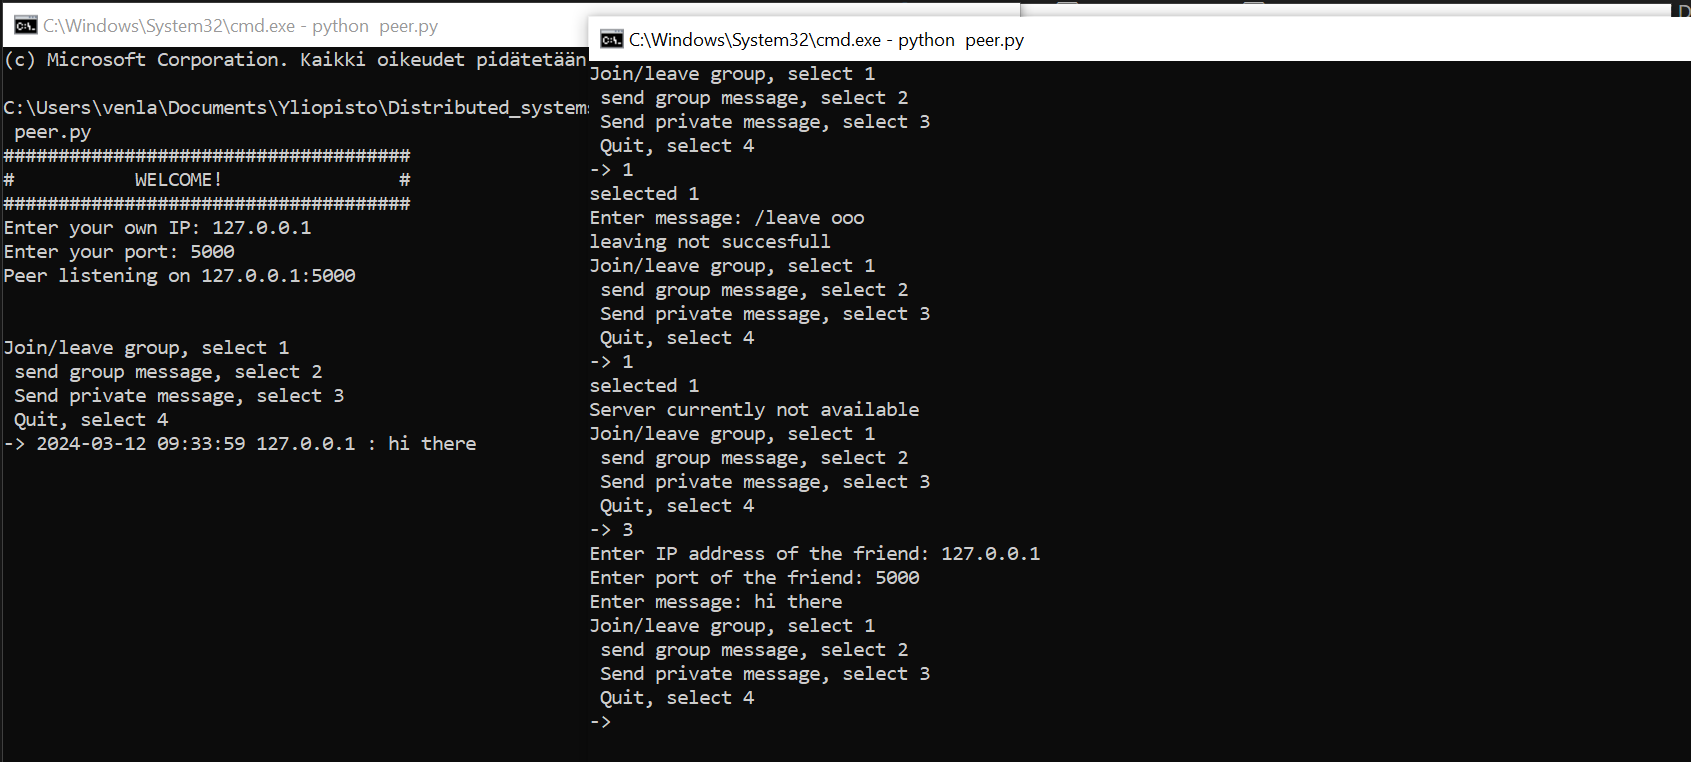 C:\Windows\System32\cmd.exe - python  peer.py
(c) Microsoft Corporation. Kaikki oikeudet pidätetään
C:\Users\venla\Documents\Yliopisto\Distributed_system
 peer.py
#####################################
#           WELCOME!                #
#####################################
Enter your own IP: 127.0.0.1
Enter your port: 5000
Peer listening on 127.0.0.1:5000
Join/leave group, select 1
 send group message, select 2
 Send private message, select 3
 Quit, select 4
-> 2024-03-12 09:33:59 127.0.0.1 : hi there
C:\Windows\System32\cmd.exe - python  peer.py
Join/leave group, select 1
 send group message, select 2
 Send private message, select 3
 Quit, select 4
-> 1
selected 1
Enter message: /leave ooo
leaving not succesfull
Join/leave group, select 1
 send group message, select 2
 Send private message, select 3
 Quit, select 4
-> 1
selected 1
Server currently not available
Join/leave group, select 1
 send group message, select 2
 Send private message, select 3
 Quit, select 4
-> 3
Enter IP address of the friend: 127.0.0.1
Enter port of the friend: 5000
Enter message: hi there
Join/leave group, select 1
 send group message, select 2
 Send private message, select 3
 Quit, select 4
->